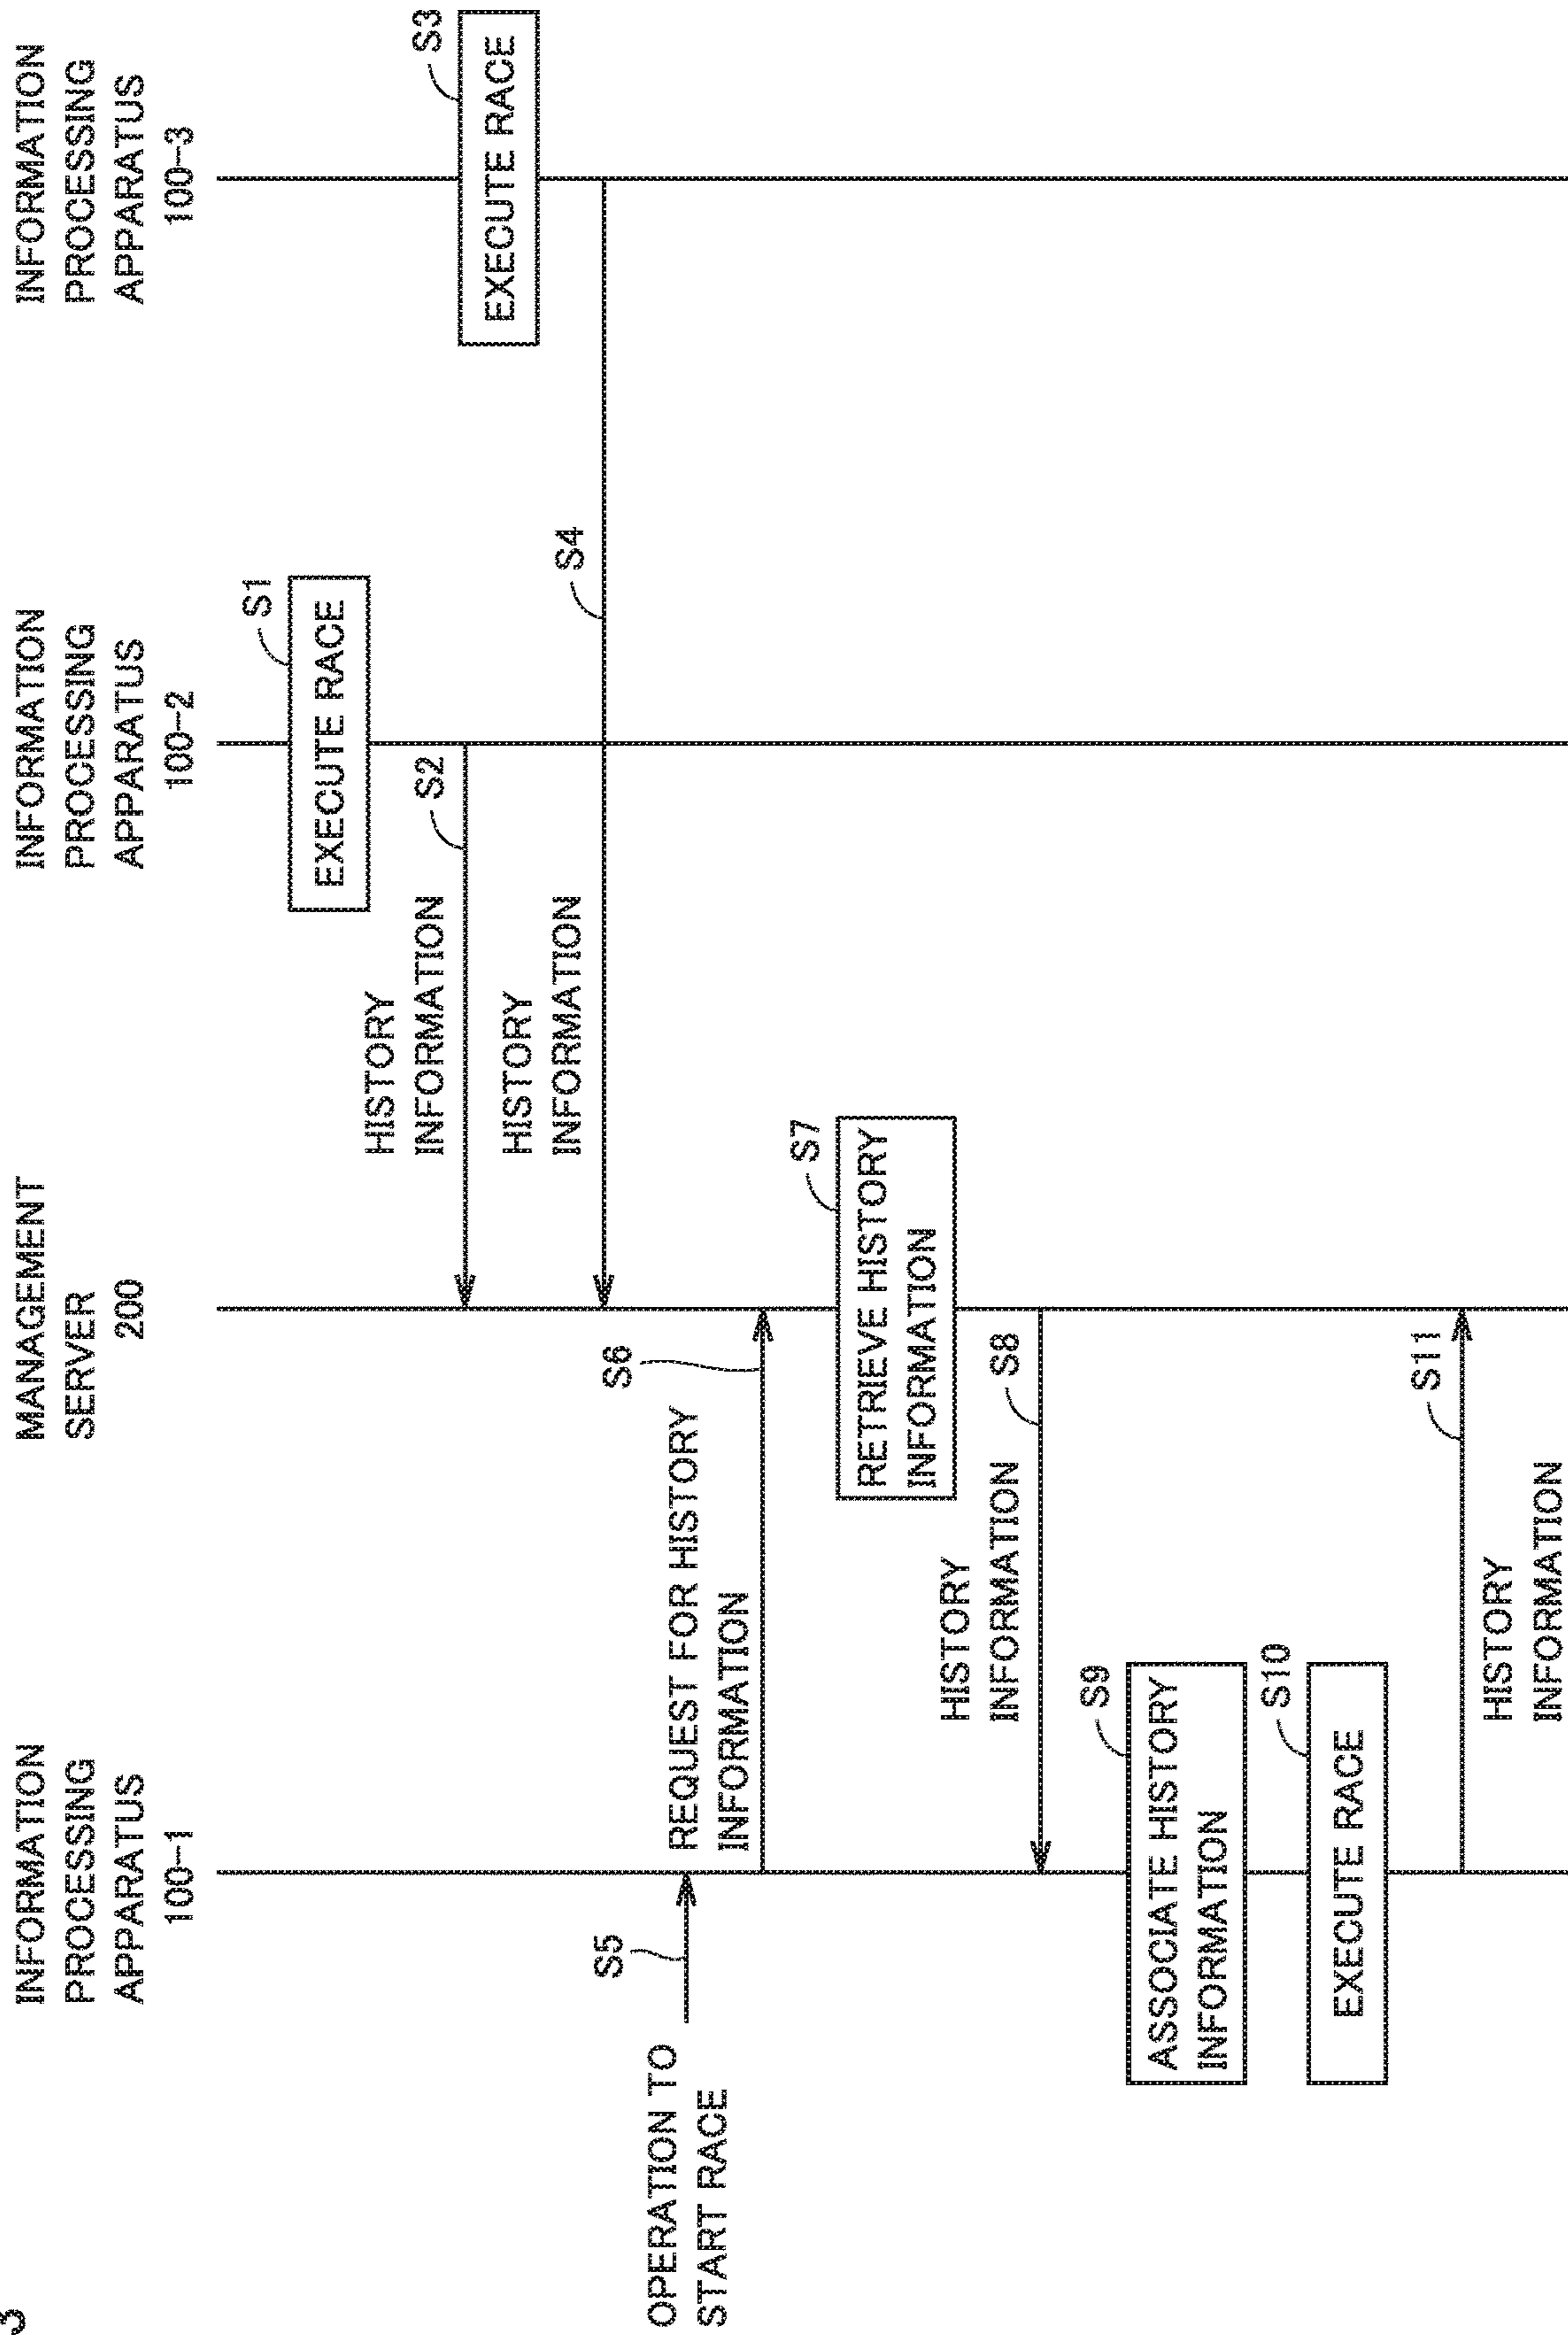 3
INFORMATION
PROCESSING
APPARATUS
100-1
MANAGEMENT
SERVER
200
INFORMATION
PROCESSING
APPARATUS
100-2
INFORMATION
PROCESSING
APPARATUS
100-3
S1
EXECUTE RACE
HISTORY
INFORMATION
S2
S3
EXECUTE RACE
HISTORY
INFORMATION
S4
OPERATION TO
START RACE
S5
REQUEST FOR HISTORY
INFORMATION
S6
S7
RETRIEVE HISTORY
INFORMATION
HISTORY
INFORMATION
S8
S9
ASSOCIATE HISTORY
INFORMATION
S10
EXECUTE RACE
S11
HISTORY
INFORMATION